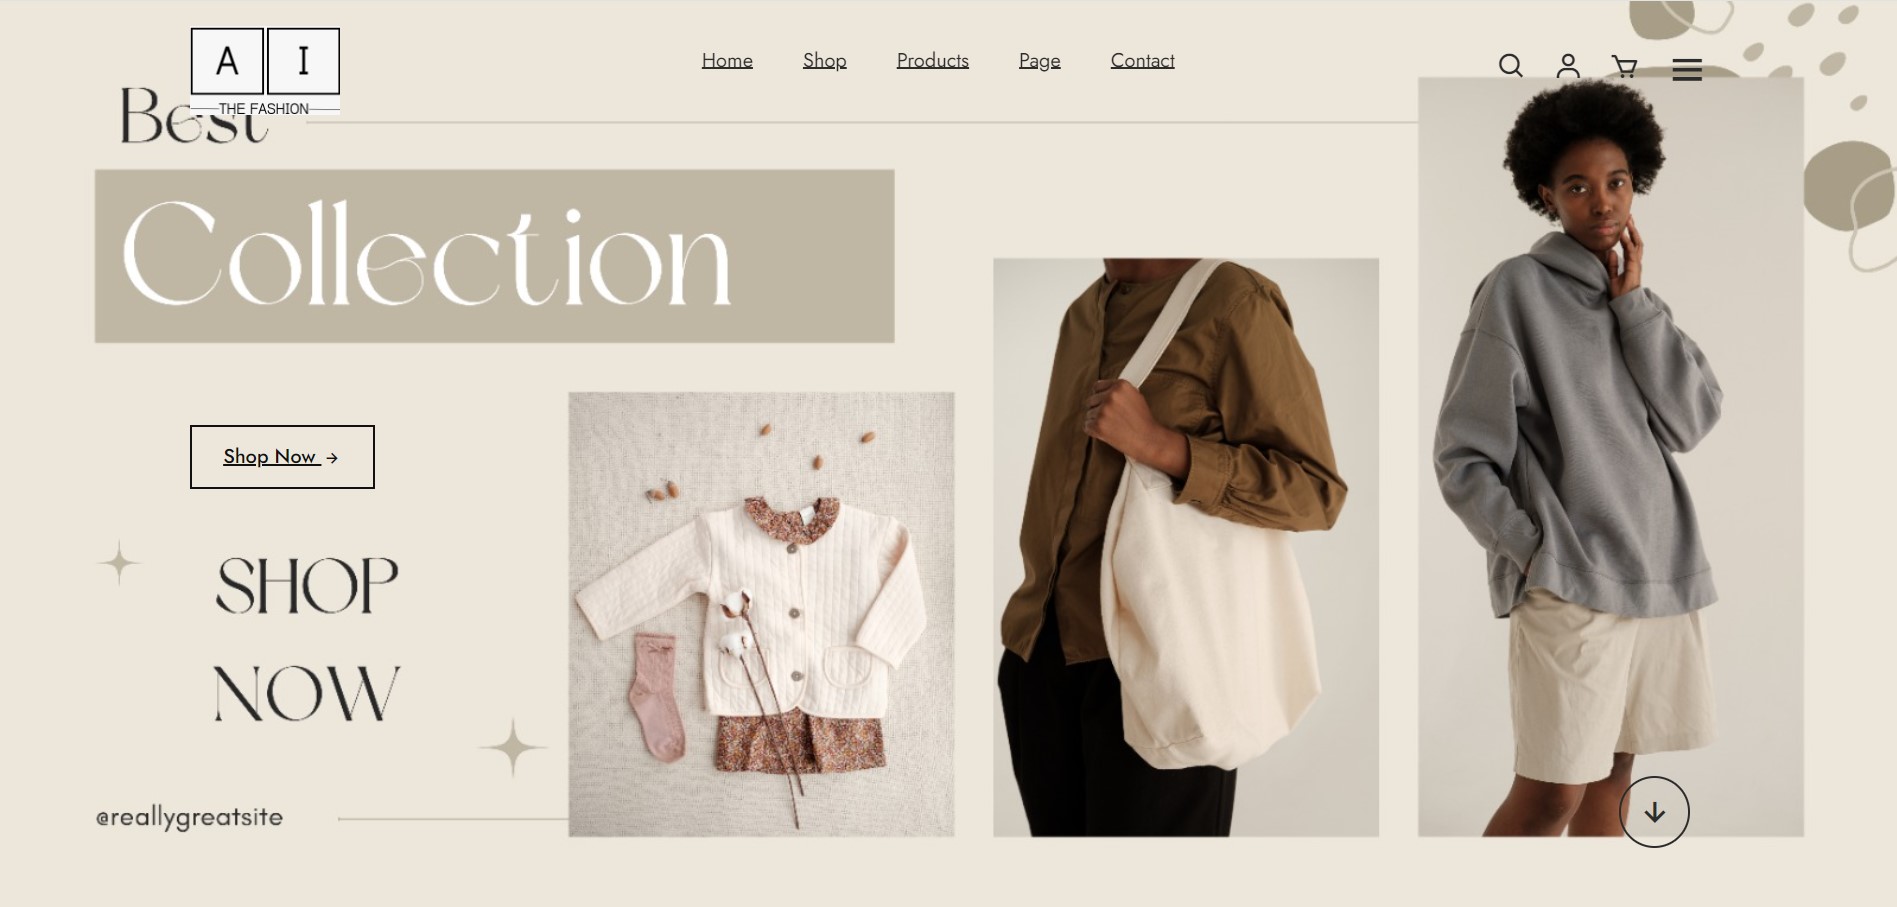 A I
THE FASHION
Home Shop Products Page Contact
Best
Collection
Shop Now →
SHOP
NOW
@reallygreatsite